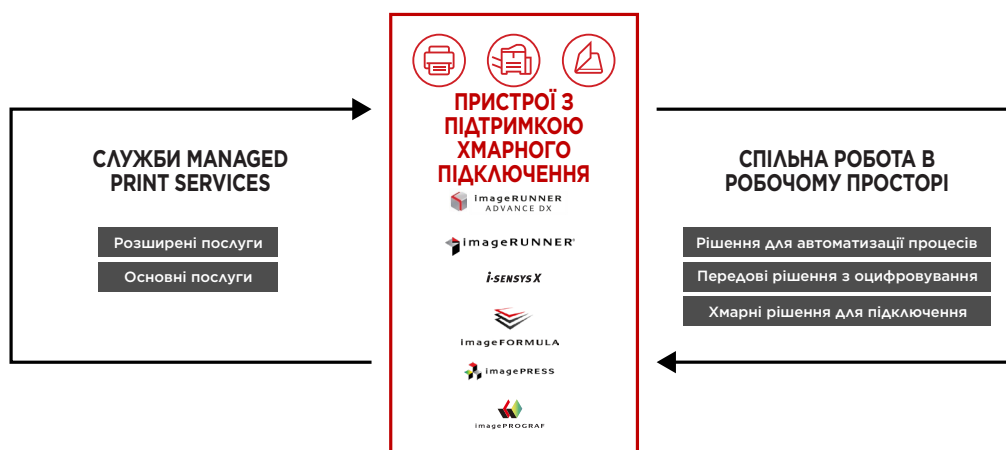 СЛУЖБИ MANAGED
PRINT SERVICES
Розширені послуги
Основні послуги
ПРИСТРОЇ З
ПІДТРИМКОЮ
ХМАРНОГО
ПІДКЛЮЧЕННЯ
imageRUNNER
ADVANCE DX
imageRUNNER
i-SENSYS X
imageFORMULA
imagePRESS
imagePROGRAF
СПІЛЬНА РОБОТА В
РОБОЧОМУ ПРОСТОРІ
Рішення для автоматизації процесів
Передові рішення з оцифровування
Хмарні рішення для підключення